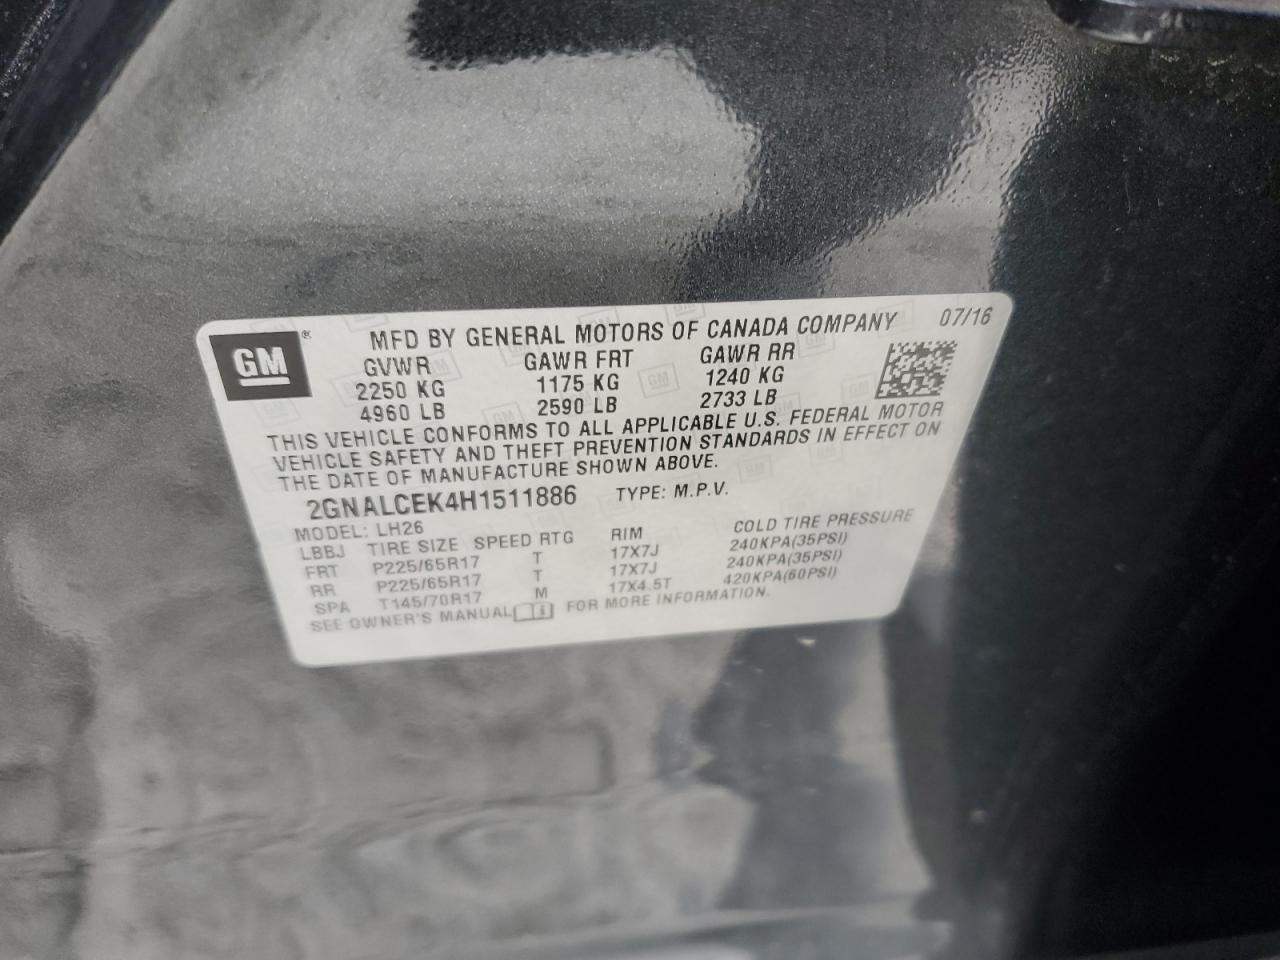 GM ® MFD BY GENERAL MOTORS OF CANADA COMPANY 07/16
GVWR GAWR FRT GAWR RR
2250 KG 1175 KG 1240 KG
4960 LB 2590 LB 2733 LB
THIS VEHICLE CONFORMS TO ALL APPLICABLE U.S. FEDERAL MOTOR
VEHICLE SAFETY AND THEFT PREVENTION STANDARDS IN EFFECT ON
THE DATE OF MANUFACTURE SHOWN ABOVE.
2GNALCEK4H1511886 TYPE: M.P.V.
MODEL: LH26
LBBJ TIRE SIZE SPEED RTG RIM COLD TIRE PRESSURE
FRT P225/65R17 T 17X7J 240KPA(35PSI)
RR P225/65R17 T 17X7J 240KPA(35PSI)
SPA T145/70R17 M 17X4.5T 420KPA(60PSI)
SEE OWNER'S MANUAL FOR MORE INFORMATION.